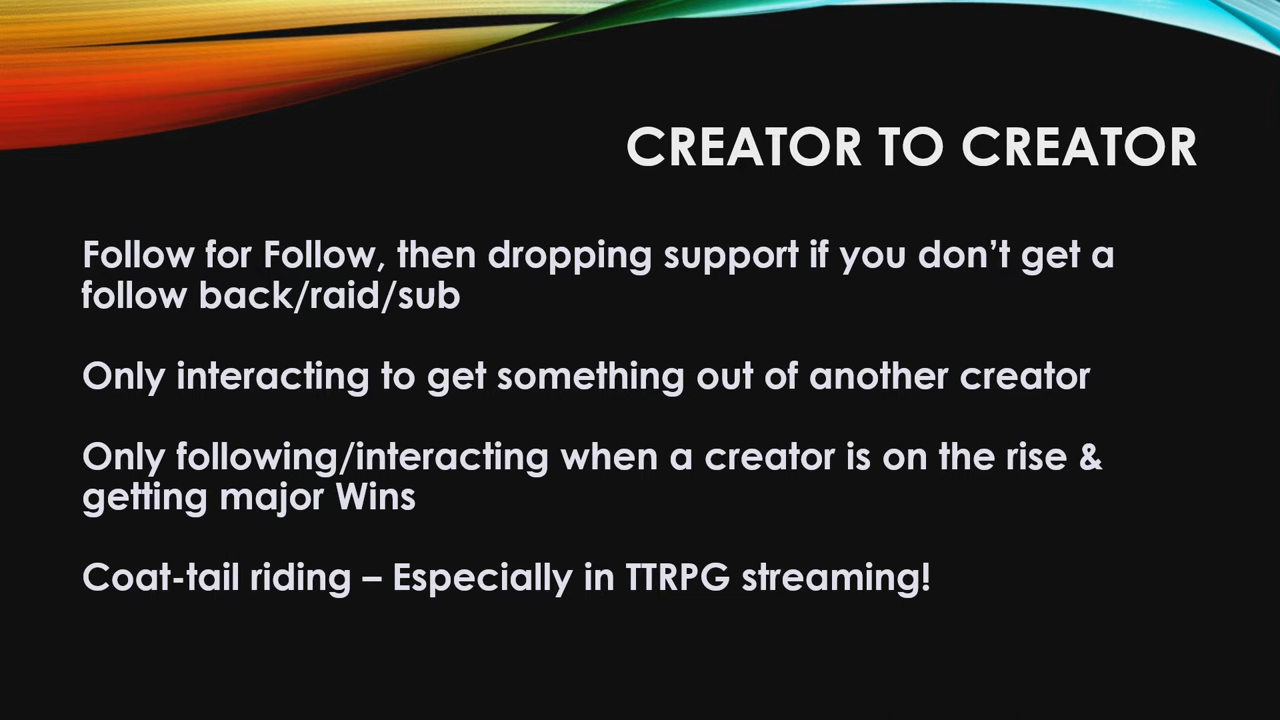 CREATOR TO CREATOR
Follow for Follow, then dropping support if you don’t get a
follow back/raid/sub
Only interacting to get something out of another creator
Only following/interacting when a creator is on the rise &
getting major Wins
Coat-tail riding – Especially in TTRPG streaming!